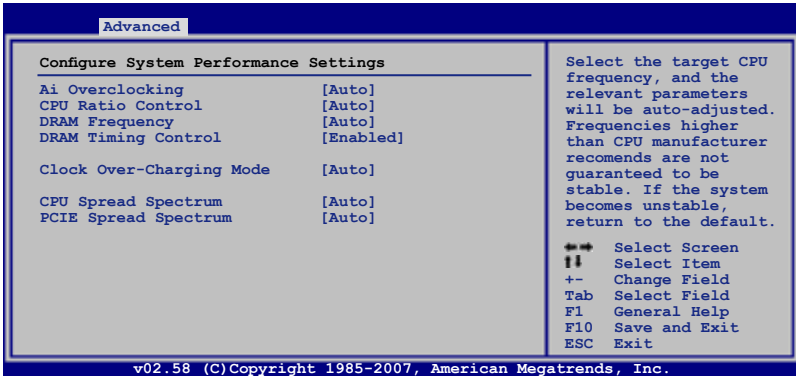 Advanced
Configure System Performance Settings
Ai Overclocking [Auto]
CPU Ratio Control [Auto]
DRAM Frequency [Auto]
DRAM Timing Control [Enabled]
Clock Over-Charging Mode [Auto]
CPU Spread Spectrum [Auto]
PCIE Spread Spectrum [Auto]
Select the target CPU
frequency, and the
relevant parameters
will be auto-adjusted.
Frequencies higher
than CPU manufacturer
recomends are not
guaranteed to be
stable. If the system
becomes unstable,
return to the default.
←→ Select Screen
↑↓ Select Item
+- Change Field
Tab Select Field
F1 General Help
F10 Save and Exit
ESC Exit
v02.58 (C)Copyright 1985-2007, American Megatrends, Inc.